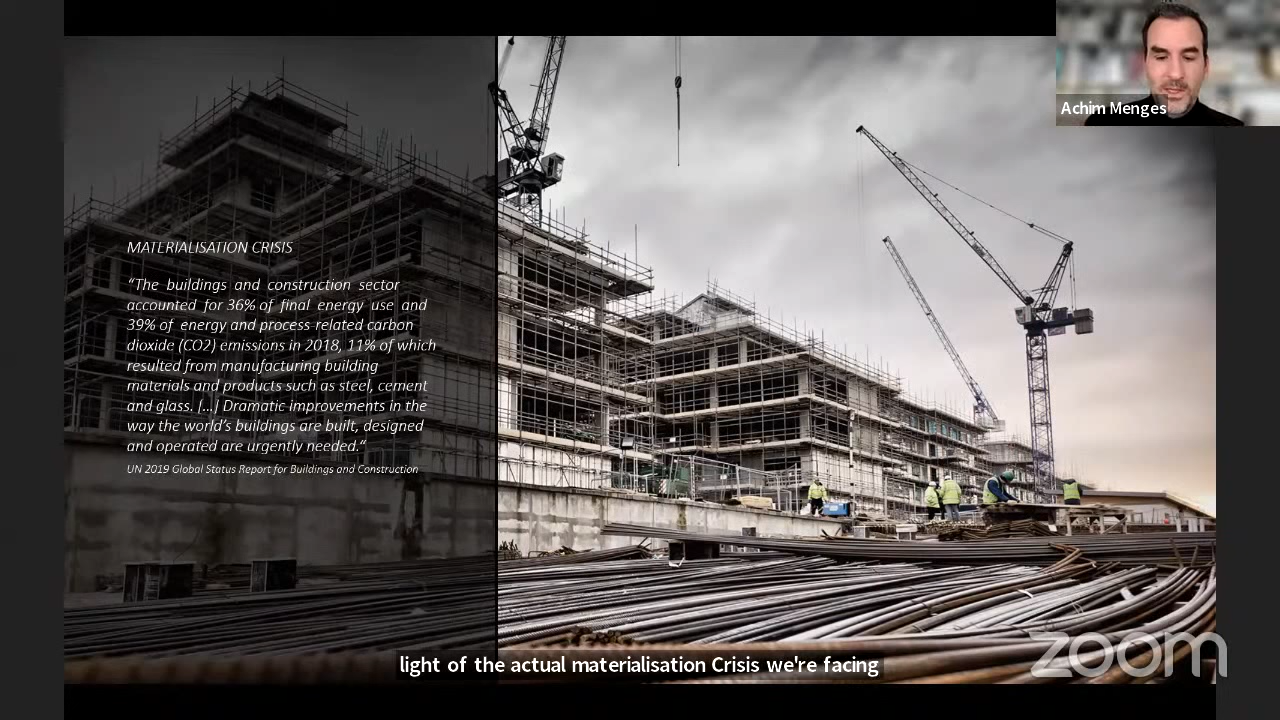 Achim Menges
MATERIALISATION CRISIS
“The buildings and construction sector
accounted for 36% of final energy use and
39% of energy and process-related carbon
dioxide (CO2) emissions in 2018, 11% of which
resulted from manufacturing building
materials and products such as steel, cement
and glass. [...] Dramatic improvements in the
way the world’s buildings are built, designed
and operated are urgently needed.“
UN 2019 Global Status Report for Buildings and Construction
light of the actual materialisation Crisis we're facing
zoom